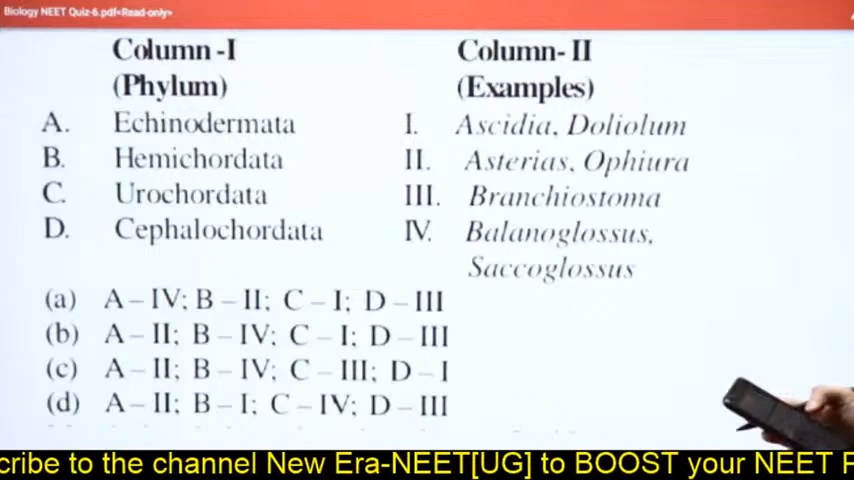 Biology NEET Quiz-6.pdf<Read-only>
Column -I Column- II
(Phylum) (Examples)
A. Echinodermata I. Ascidia, Doliolum
B. Hemichordata II. Asterias, Ophiura
C. Urochordata III. Branchiostoma
D. Cephalochordata IV. Balanoglossus,
Saccoglossus
(a) A – IV; B – II; C – I; D – III
(b) A – II; B – IV; C – I; D – III
(c) A – II; B – IV; C – III; D – I
(d) A – II; B – I; C – IV; D – III
cribe to the channel New Era-NEET[UG] to BOOST your NEET